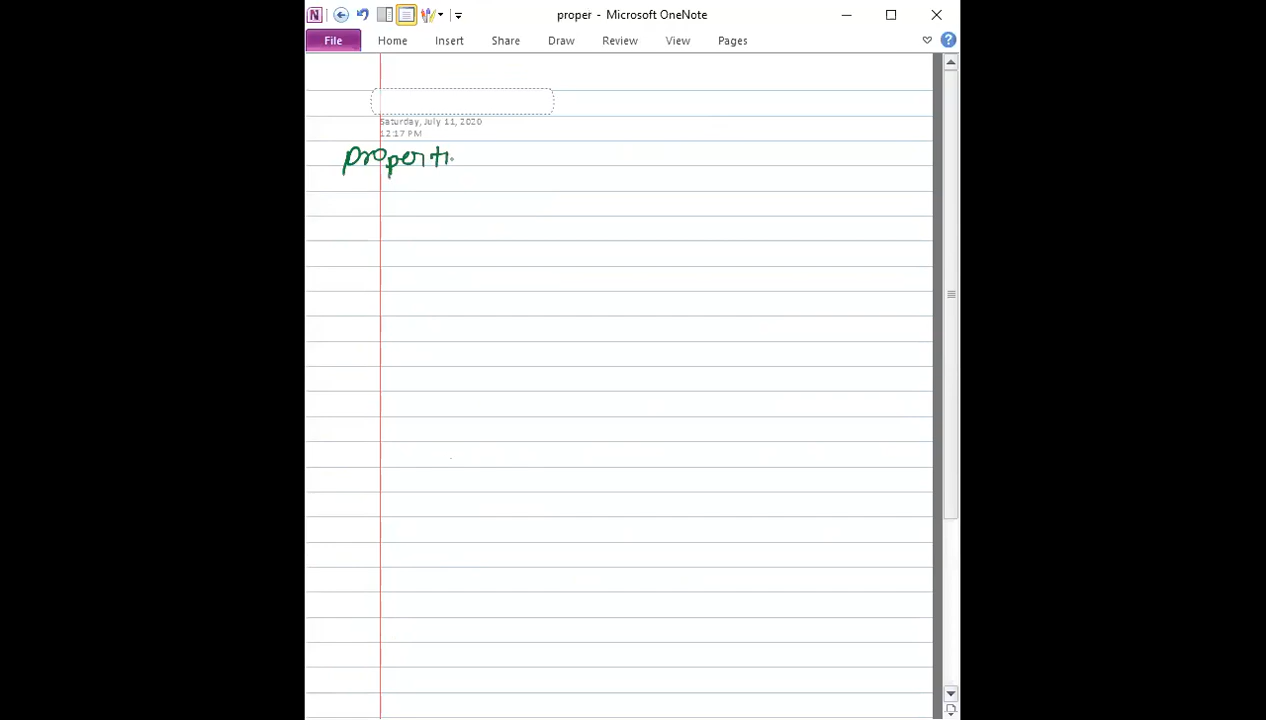 proper - Microsoft OneNote
File Home Insert Share Draw Review View Pages
Saturday, July 11, 2020
12:17 PM
properti